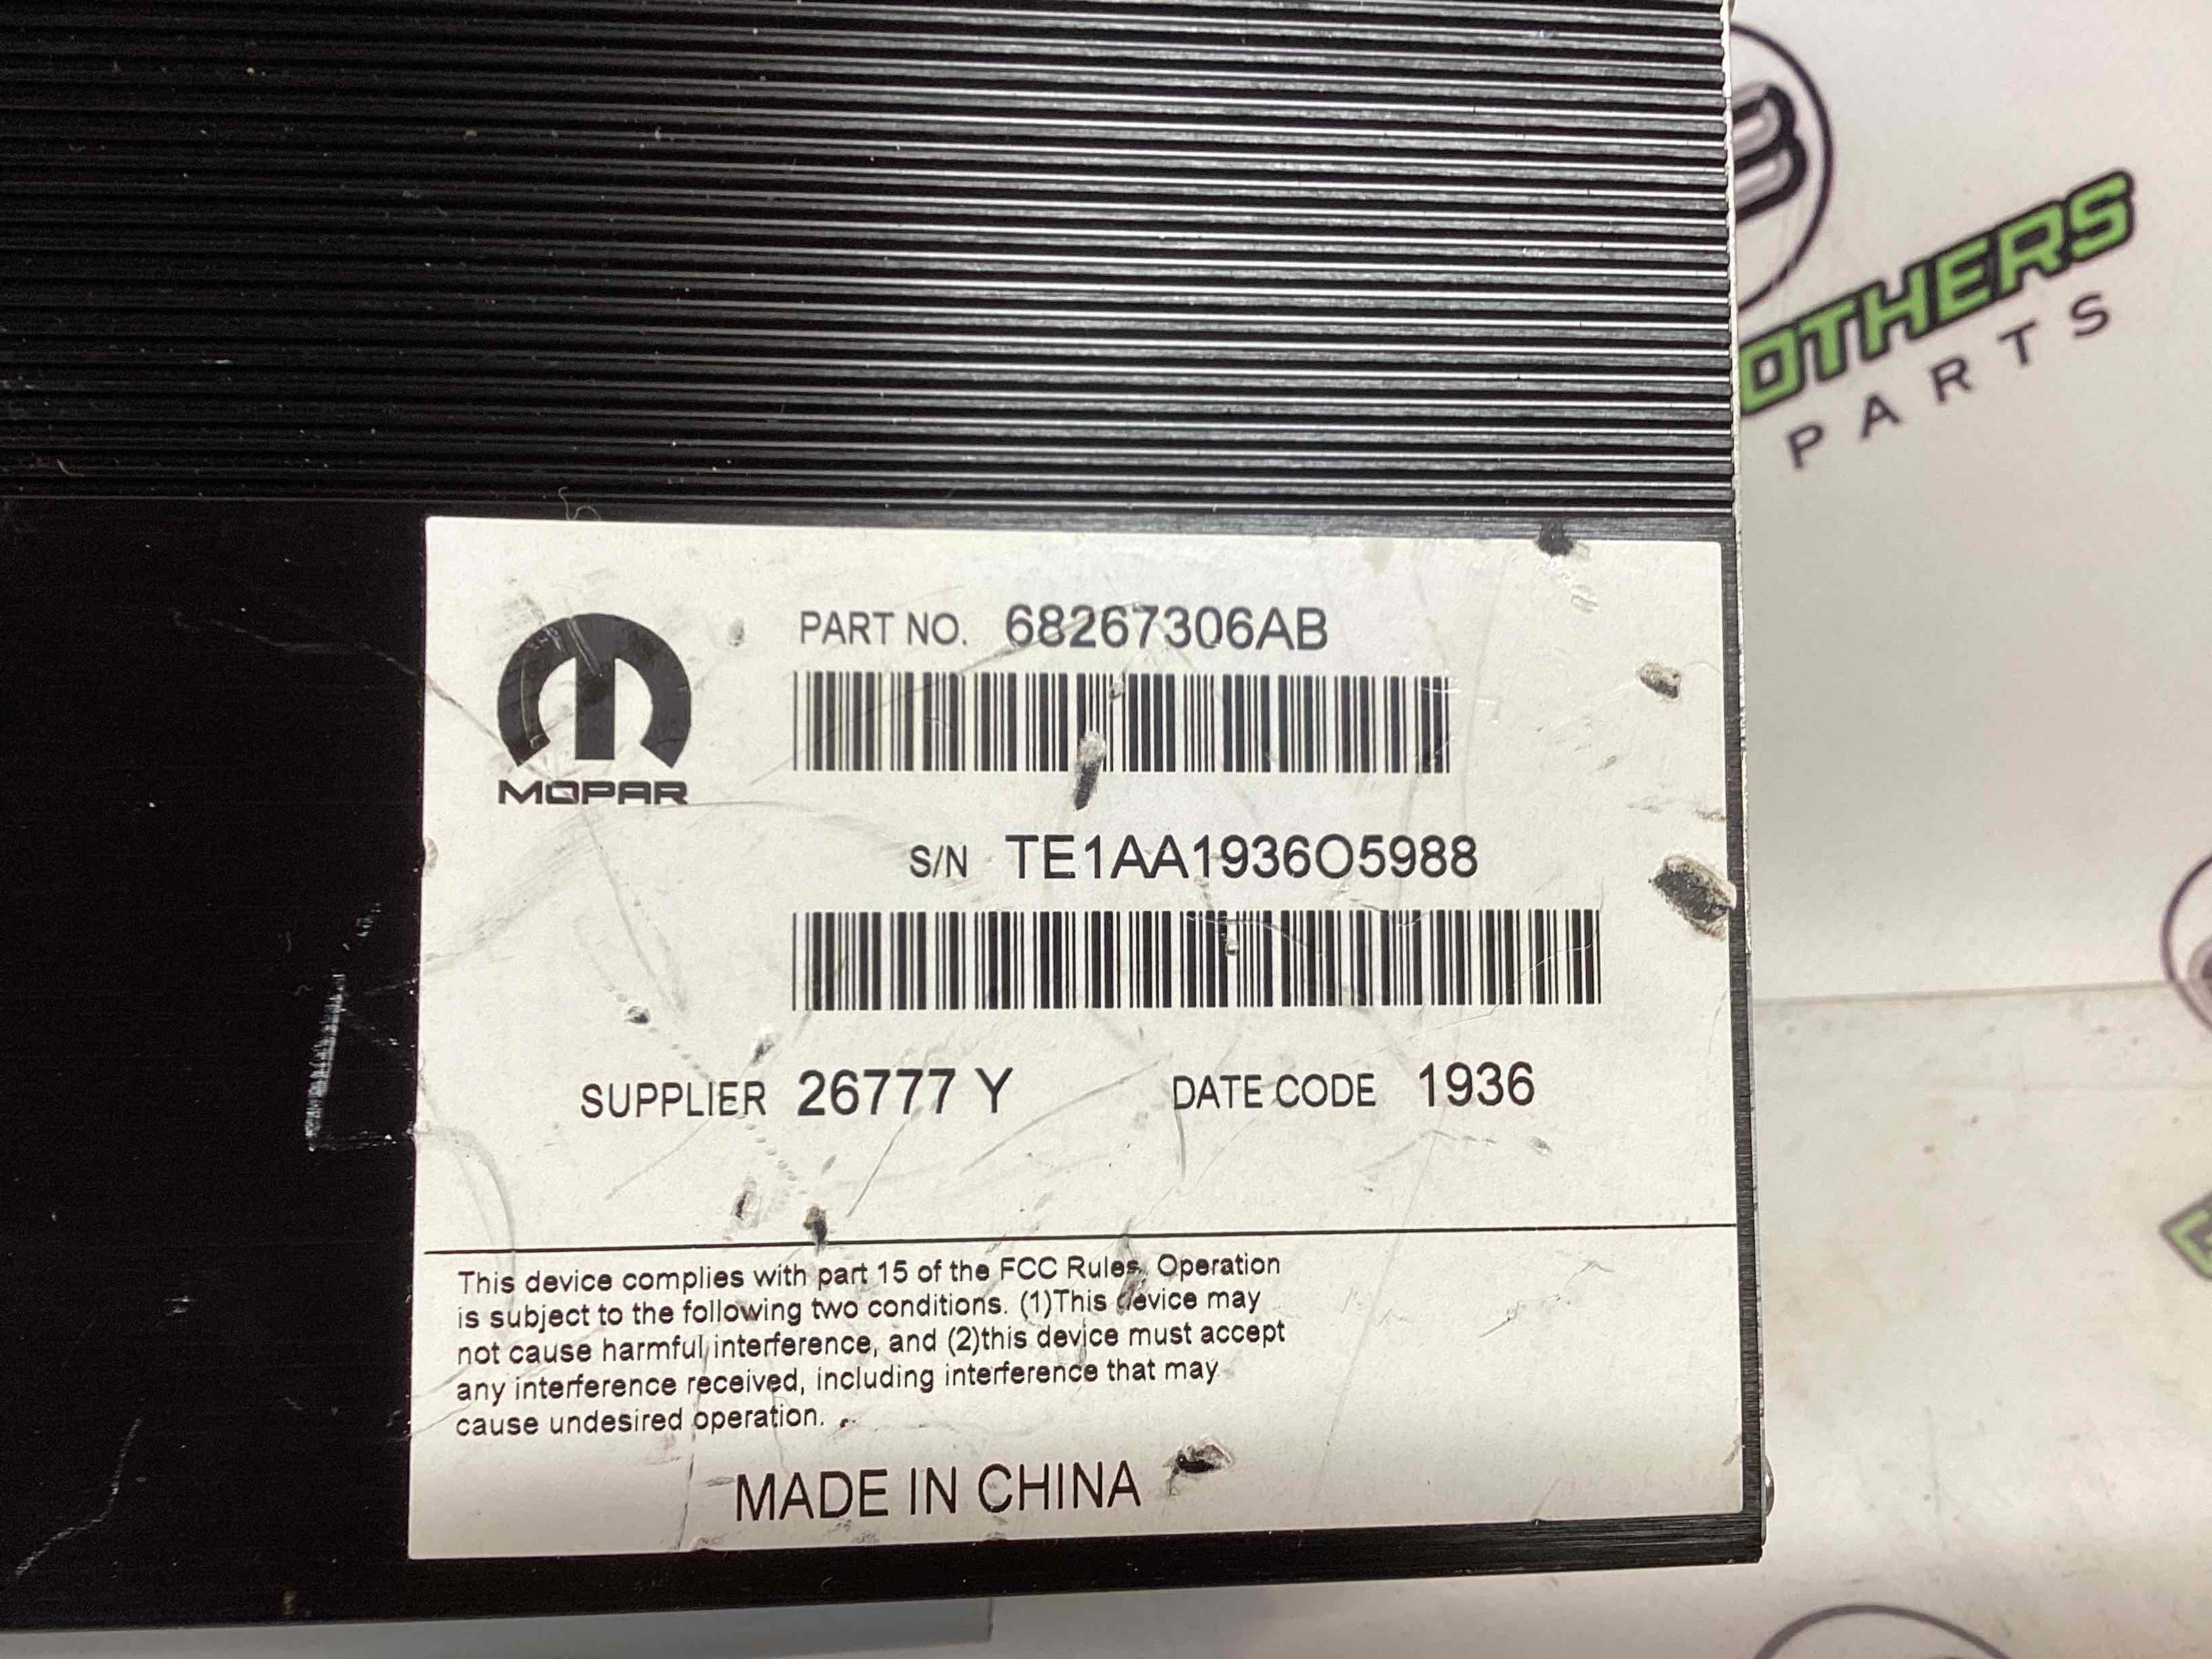 B
OTHERS
PARTS
MOPAR
PART NO. 68267306AB
S/N TE1AA1936O5988
SUPPLIER 26777 Y DATE CODE 1936
This device complies with part 15 of the FCC Rules. Operation
is subject to the following two conditions. (1)This device may
not cause harmful interference, and (2)this device must accept
any interference received, including interference that may
cause undesired operation.
MADE IN CHINA